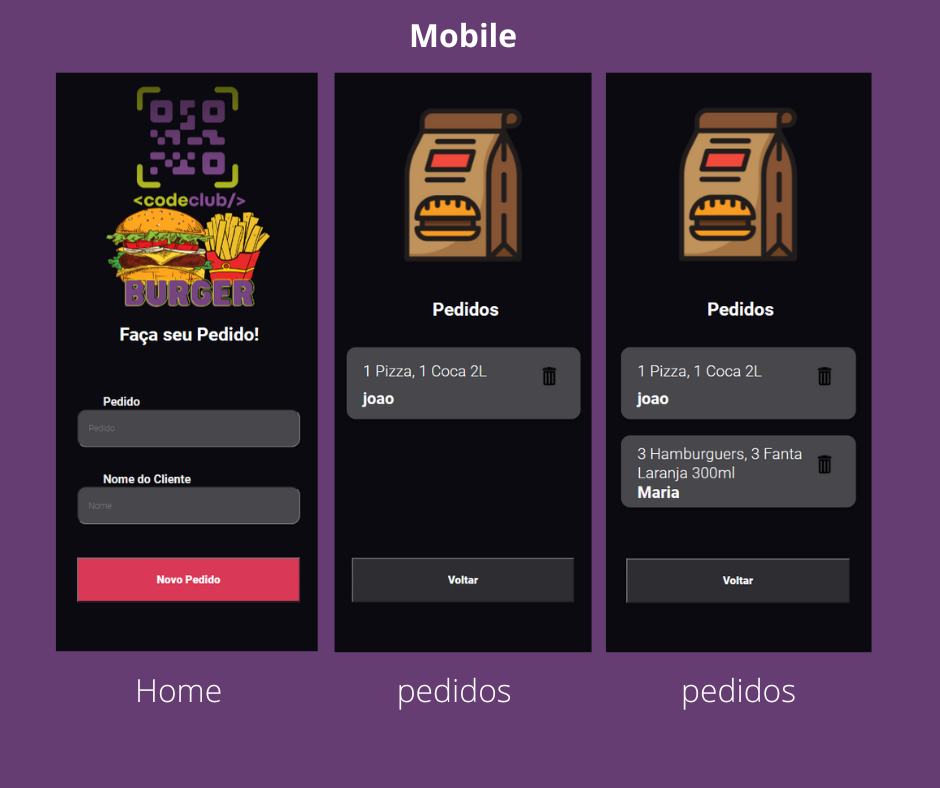 Mobile
<codeclub/>
BURGER
Faça seu Pedido!
Pedido
Pedido
Nome do Cliente
Nome
Novo Pedido
Home
Pedidos
1 Pizza, 1 Coca 2L
joao
Voltar
pedidos
Pedidos
1 Pizza, 1 Coca 2L
joao
3 Hamburguers, 3 Fanta
Laranja 300ml
Maria
Voltar
pedidos